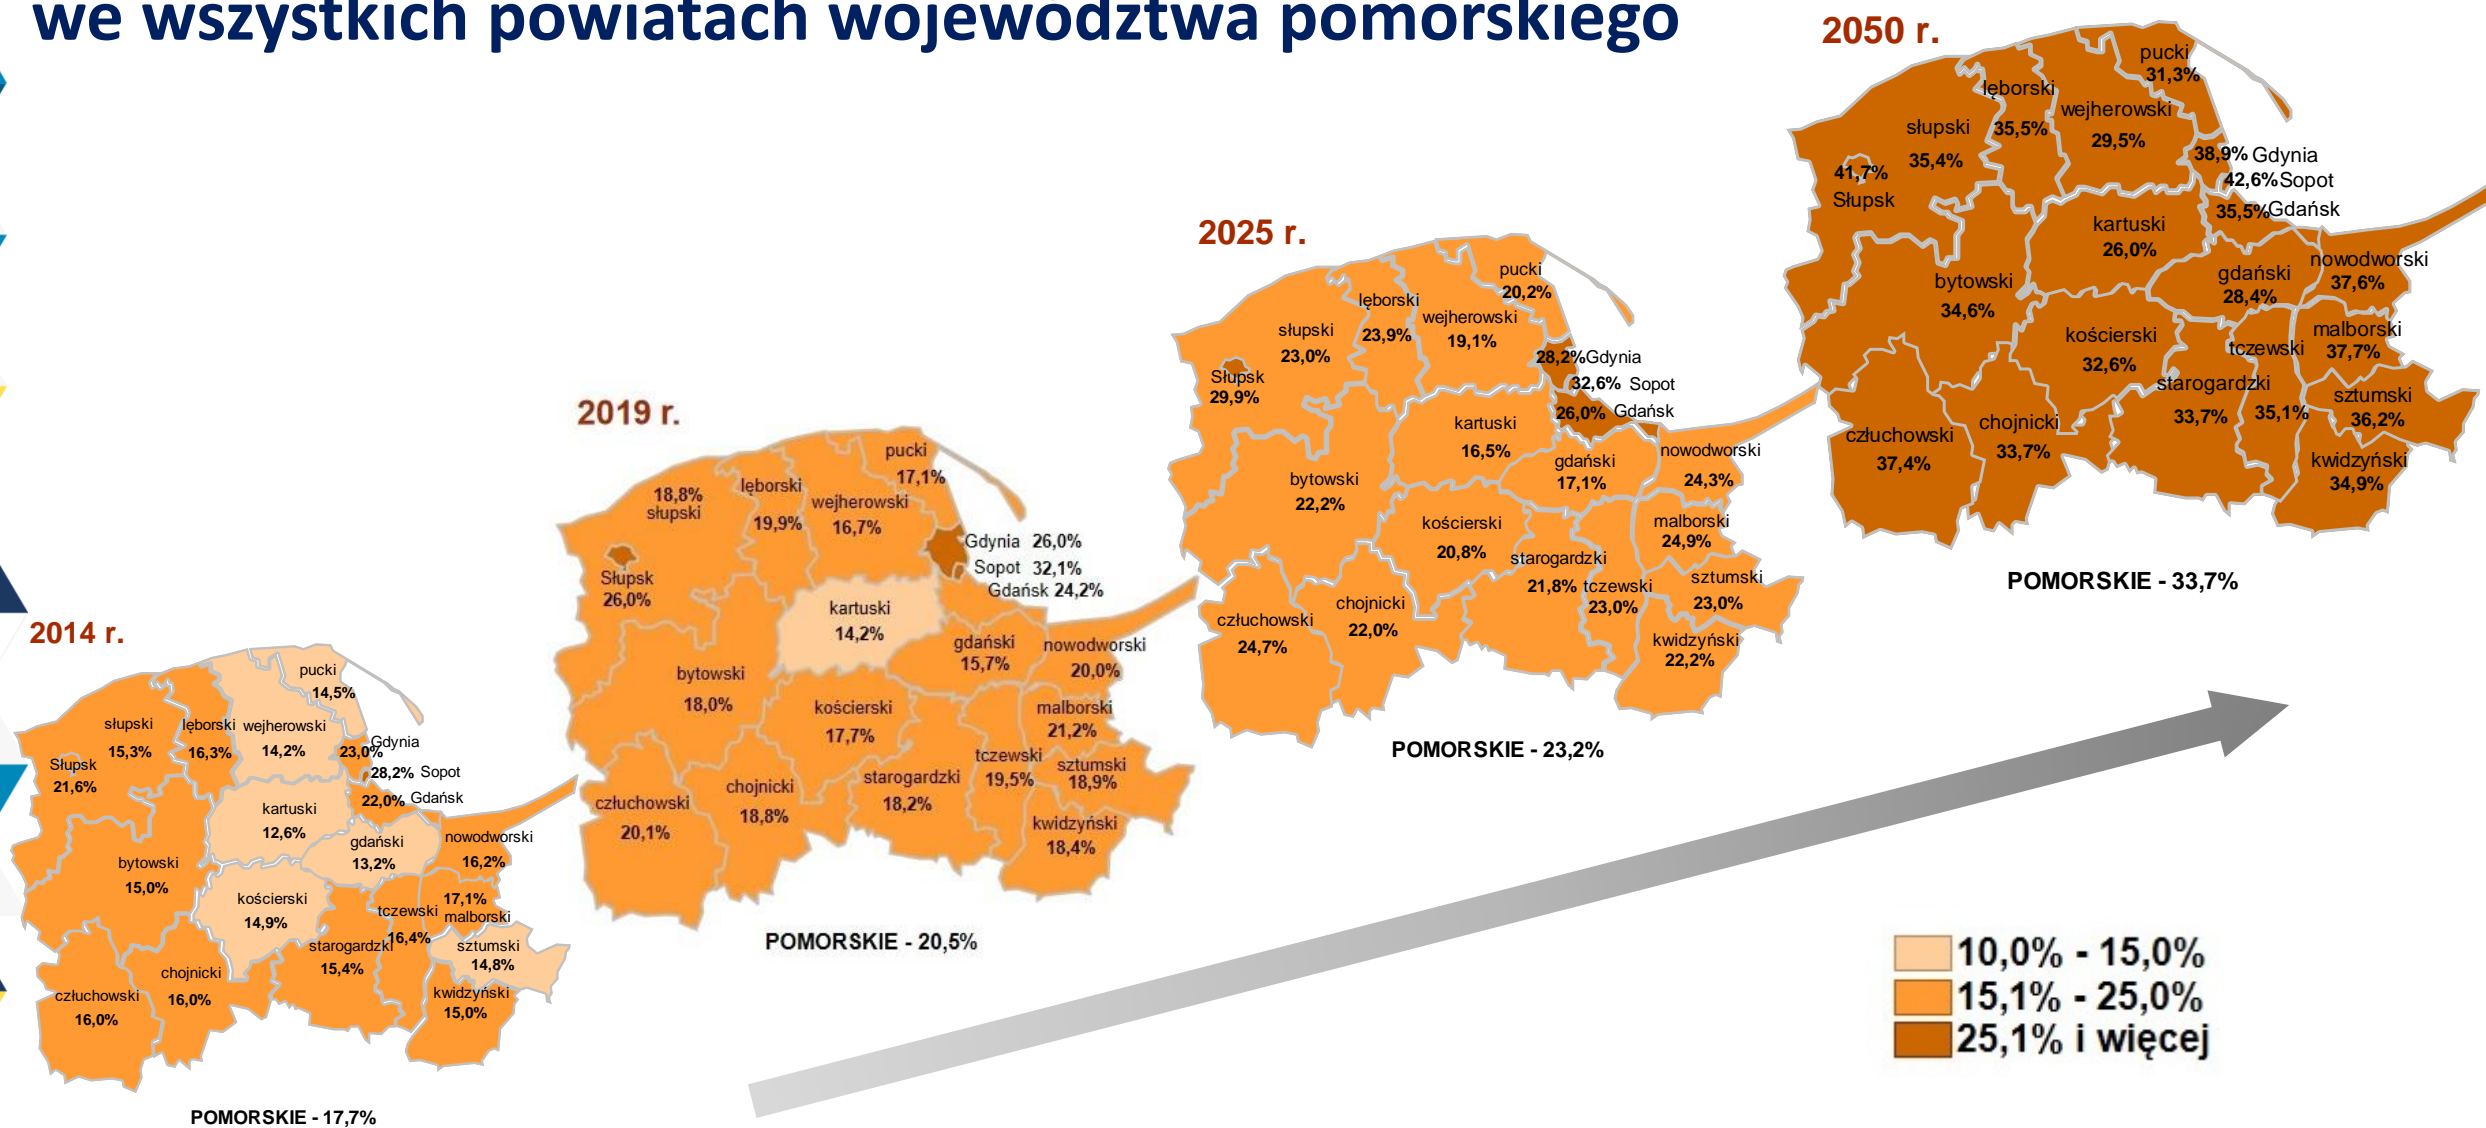 we wszystkich powiatach województwa pomorskiego
2014 r.
pucki
14,5%
słupski
15,3%
lęborski
16,3%
wejherowski
14,2%
Gdynia
23,0%
28,2% Sopot
22,0% Gdańsk
Słupsk
21,6%
kartuski
12,6%
gdański
13,2%
nowodworski
16,2%
bytowski
15,0%
kościerski
14,9%
17,1%
malborski
tczewski
16,4%
starogardzki
15,4%
sztumski
14,8%
chojnicki
16,0%
człuchowski
16,0%
kwidzyński
15,0%
POMORSKIE - 17,7%
2019 r.
pucki
17,1%
18,8%
słupski
lęborski
19,9%
wejherowski
16,7%
Gdynia 26,0%
Sopot 32,1%
Gdańsk 24,2%
Słupsk
26,0%
kartuski
14,2%
gdański
15,7%
nowodworski
20,0%
bytowski
18,0%
kościerski
17,7%
malborski
21,2%
tczewski
19,5%
sztumski
18,9%
starogardzki
18,2%
chojnicki
18,8%
człuchowski
20,1%
kwidzyński
18,4%
POMORSKIE - 20,5%
2025 r.
pucki
20,2%
lęborski
23,9%
wejherowski
19,1%
słupski
23,0%
28,2% Gdynia
32,6% Sopot
26,0% Gdańsk
Słupsk
29,9%
kartuski
16,5%
gdański
17,1%
nowodworski
24,3%
bytowski
22,2%
kościerski
20,8%
malborski
24,9%
starogardzki
21,8%
tczewski
23,0%
sztumski
23,0%
chojnicki
22,0%
człuchowski
24,7%
kwidzyński
22,2%
POMORSKIE - 23,2%
2050 r.
pucki
31,3%
lęborski
35,5%
wejherowski
29,5%
słupski
35,4%
38,9% Gdynia
42,6% Sopot
35,5% Gdańsk
41,7%
Słupsk
kartuski
26,0%
gdański
28,4%
nowodworski
37,6%
bytowski
34,6%
kościerski
32,6%
malborski
37,7%
tczewski
35,1%
starogardzki
33,7%
sztumski
36,2%
chojnicki
33,7%
człuchowski
37,4%
kwidzyński
34,9%
POMORSKIE - 33,7%
10,0% - 15,0%
15,1% - 25,0%
25,1% i więcej